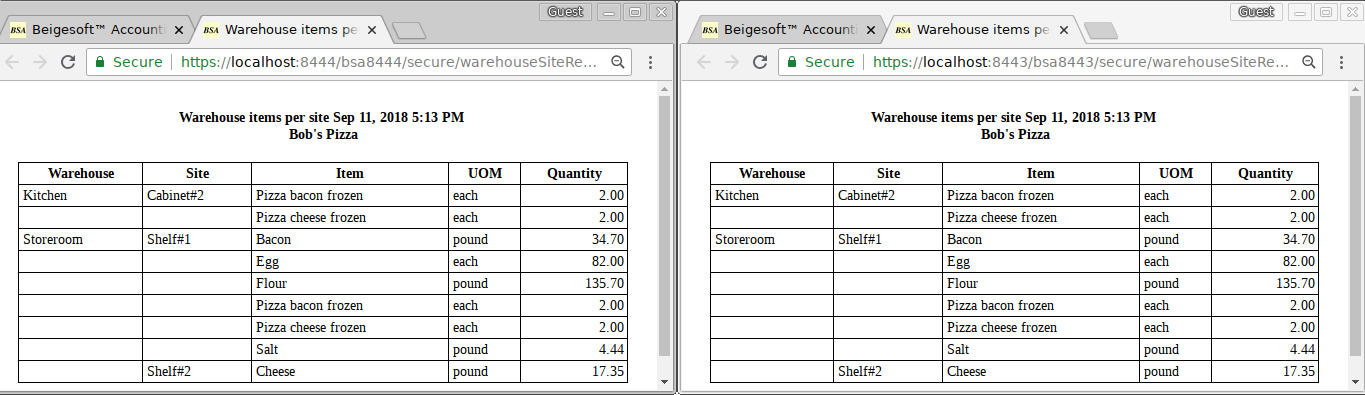 Guest
BSA Beigesoft™ Accounti
BSA Warehouse items pe
Secure https://localhost:8444/bsa8444/secure/warehouseSiteRe...
Warehouse items per site Sep 11, 2018 5:13 PM
Bob's Pizza
Warehouse Site Item UOM Quantity
Kitchen Cabinet#2 Pizza bacon frozen each 2.00
Pizza cheese frozen each 2.00
Storeroom Shelf#1 Bacon pound 34.70
Egg each 82.00
Flour pound 135.70
Pizza bacon frozen each 2.00
Pizza cheese frozen each 2.00
Salt pound 4.44
Shelf#2 Cheese pound 17.35
Guest
BSA Beigesoft™ Accounti
BSA Warehouse items pe
Secure https://localhost:8443/bsa8443/secure/warehouseSiteRe...
Warehouse items per site Sep 11, 2018 5:13 PM
Bob's Pizza
Warehouse Site Item UOM Quantity
Kitchen Cabinet#2 Pizza bacon frozen each 2.00
Pizza cheese frozen each 2.00
Storeroom Shelf#1 Bacon pound 34.70
Egg each 82.00
Flour pound 135.70
Pizza bacon frozen each 2.00
Pizza cheese frozen each 2.00
Salt pound 4.44
Shelf#2 Cheese pound 17.35